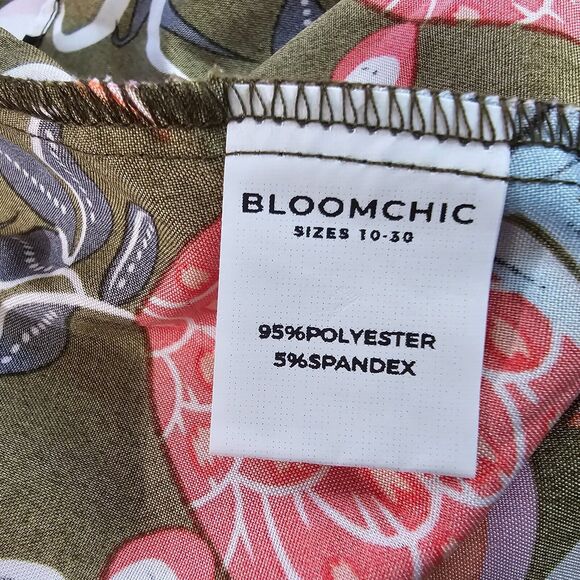 BLOOMCHIC
SIZES 10-30
95%POLYESTER
5%SPANDEX